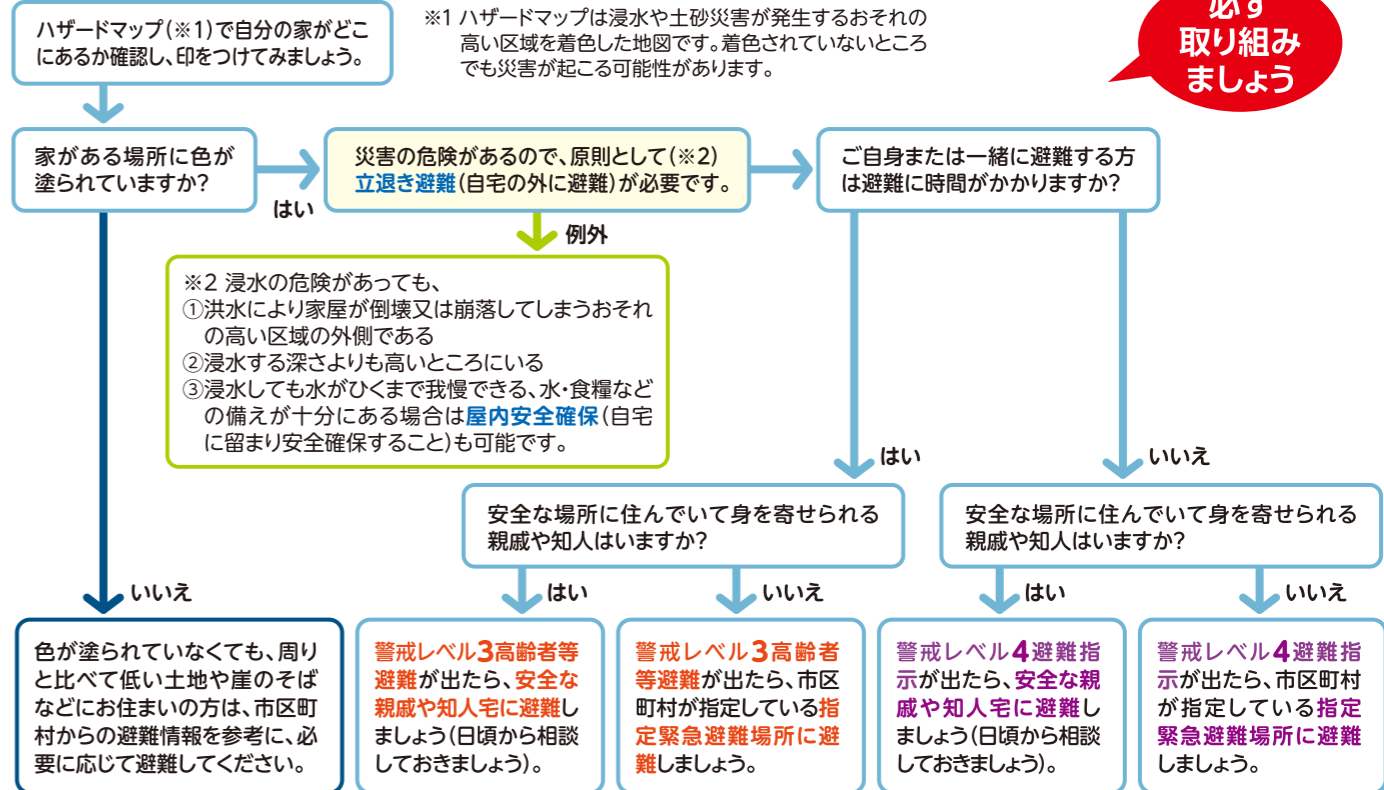 ハザードマップ(※1)で自分の家がどこ
にあるか確認し、印をつけてみましょう。
※1 ハザードマップは浸水や土砂災害が発生するおそれの
高い区域を着色した地図です。着色されていないところ
でも災害が起こる可能性があります。
必ず
取り組み
ましょう
家がある場所に色が
塗られていますか?
はい
災害の危険があるので、原則として(※2)
立退き避難(自宅の外に避難)が必要です。
ご自身または一緒に避難する方
は避難に時間がかかりますか?
例外
※2 浸水の危険があっても、
①洪水により家屋が倒壊又は崩落してしまうおそれ
の高い区域の外側である
②浸水する深さよりも高いところにいる
③浸水しても水がひくまで我慢できる、水・食糧など
の備えが十分にある場合は屋内安全確保(自宅
に留まり安全確保すること)も可能です。
はい
いいえ
安全な場所に住んでいて身を寄せられる
親戚や知人はいますか?
安全な場所に住んでいて身を寄せられる
親戚や知人はいますか?
いいえ
はい
いいえ
はい
いいえ
色が塗られていなくても、周り
と比べて低い土地や崖のそば
などにお住まいの方は、市区町
村からの避難情報を参考に、必
要に応じて避難してください。
警戒レベル3高齢者等
避難が出たら、安全な
親戚や知人宅に避難し
ましょう(日頃から相談
しておきましょう)。
警戒レベル3高齢者
等避難が出たら、市区
町村が指定している指
定緊急避難場所に避
難しましょう。
警戒レベル4避難指
示が出たら、安全な親
戚や知人宅に避難し
ましょう(日頃から相談
しておきましょう)。
警戒レベル4避難指
示が出たら、市区町村
が指定している指定
緊急避難場所に避難
しましょう。